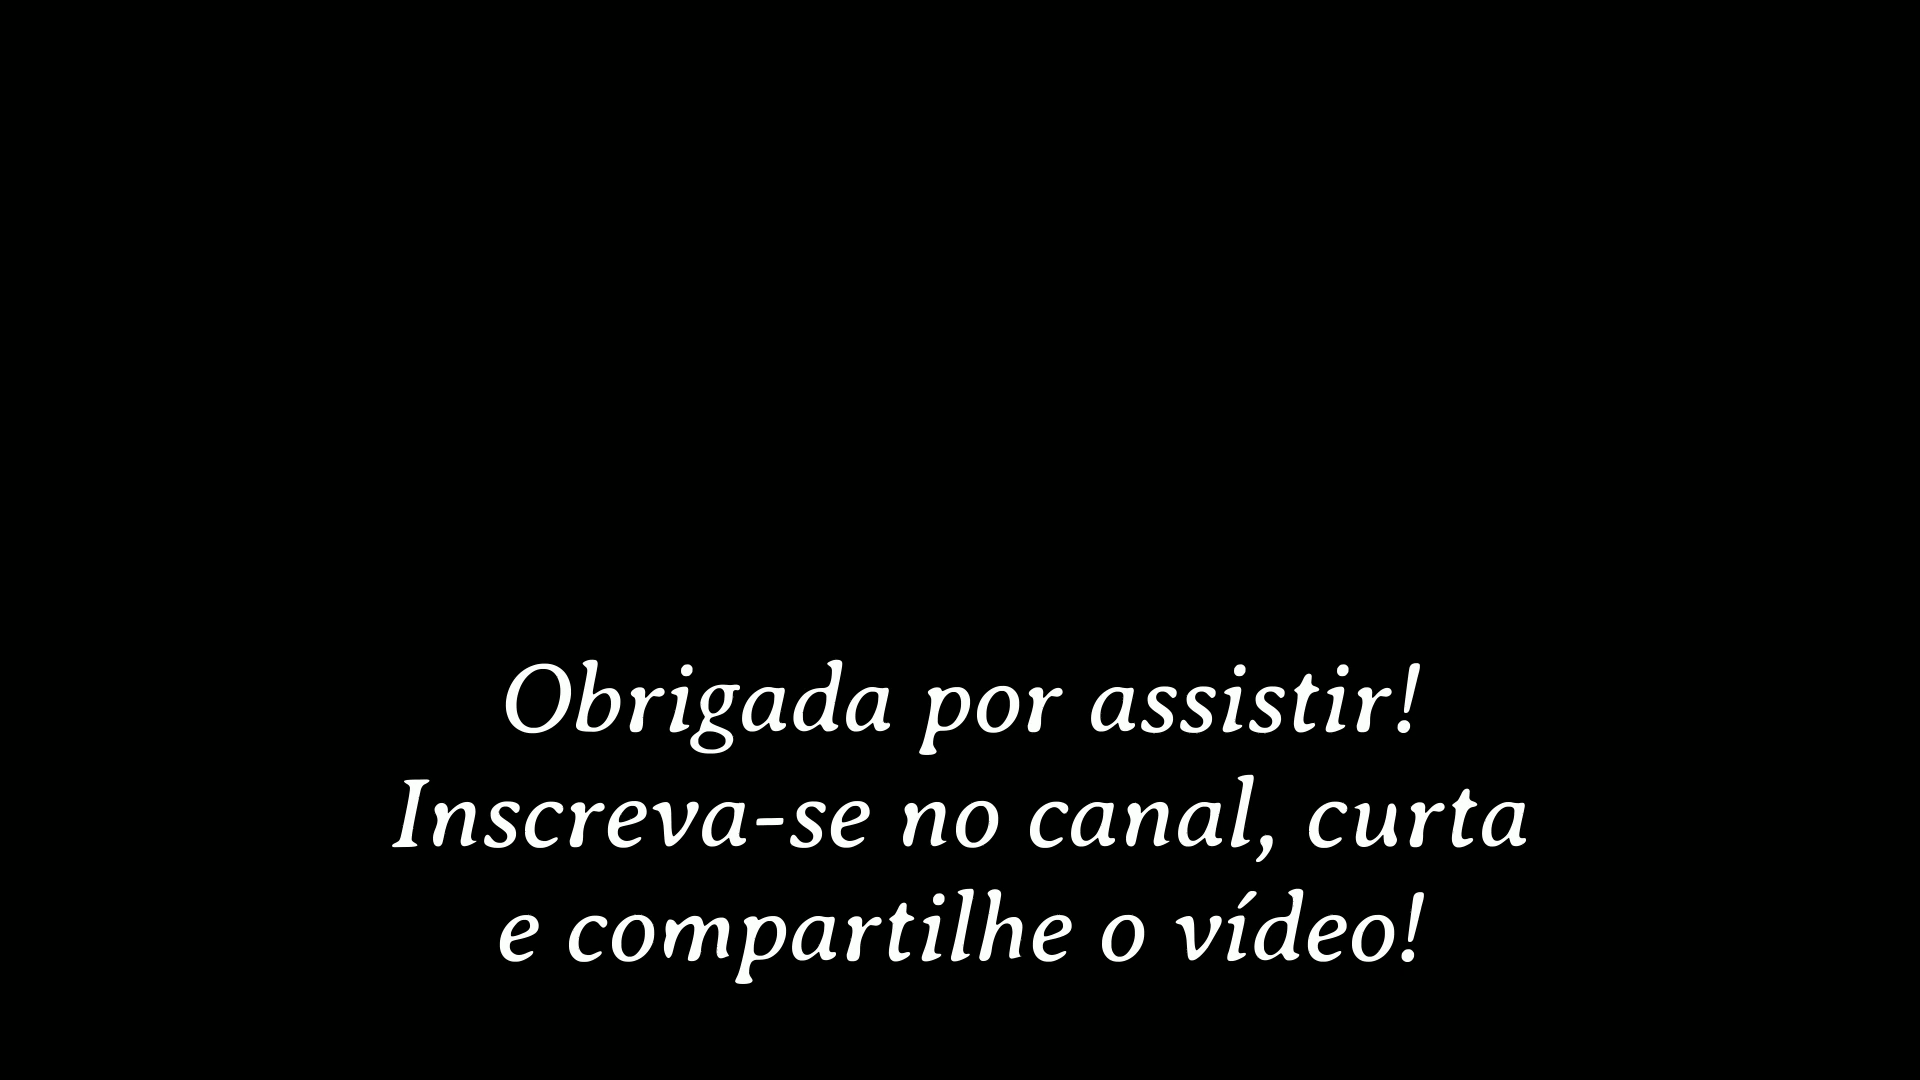 Obrigada por assistir!
Inscreva-se no canal, curta
e compartilhe o vídeo!